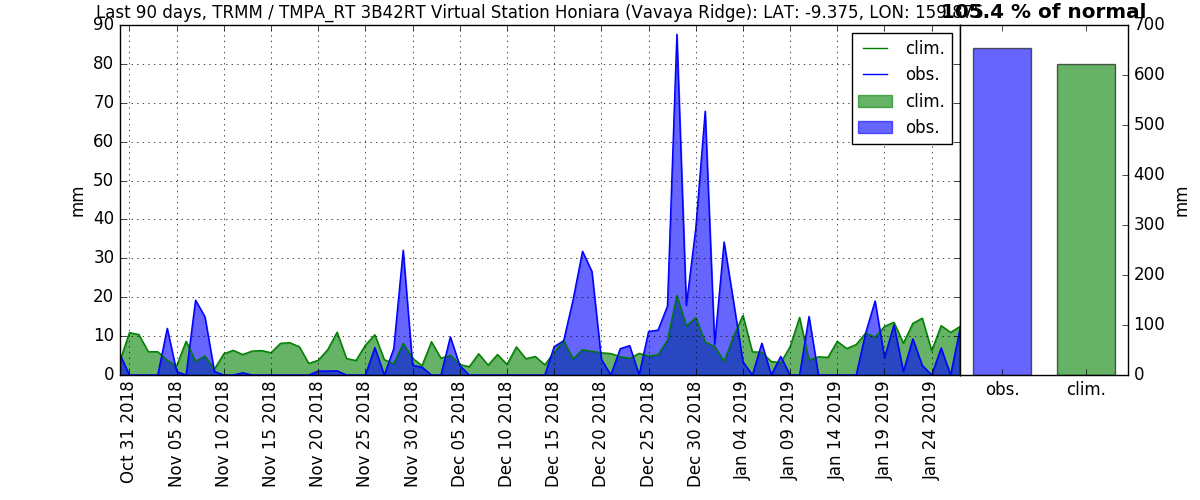 Last 90 days, TRMM / TMPA_RT 3B42RT Virtual Station Honiara (Vavaya Ridge): LAT: -9.375, LON:
105.4 % of normal
90
80
70
60
50
40
30
20
10
0
mm
clim.
obs.
clim.
obs.
Oct 31 2018
Nov 05 2018
Nov 10 2018
Nov 15 2018
Nov 20 2018
Nov 25 2018
Nov 30 2018
Dec 05 2018
Dec 10 2018
Dec 15 2018
Dec 20 2018
Dec 25 2018
Dec 30 2018
Jan 04 2019
Jan 09 2019
Jan 14 2019
Jan 19 2019
Jan 24 2019
700
600
500
400
300
200
100
0
mm
obs. clim.